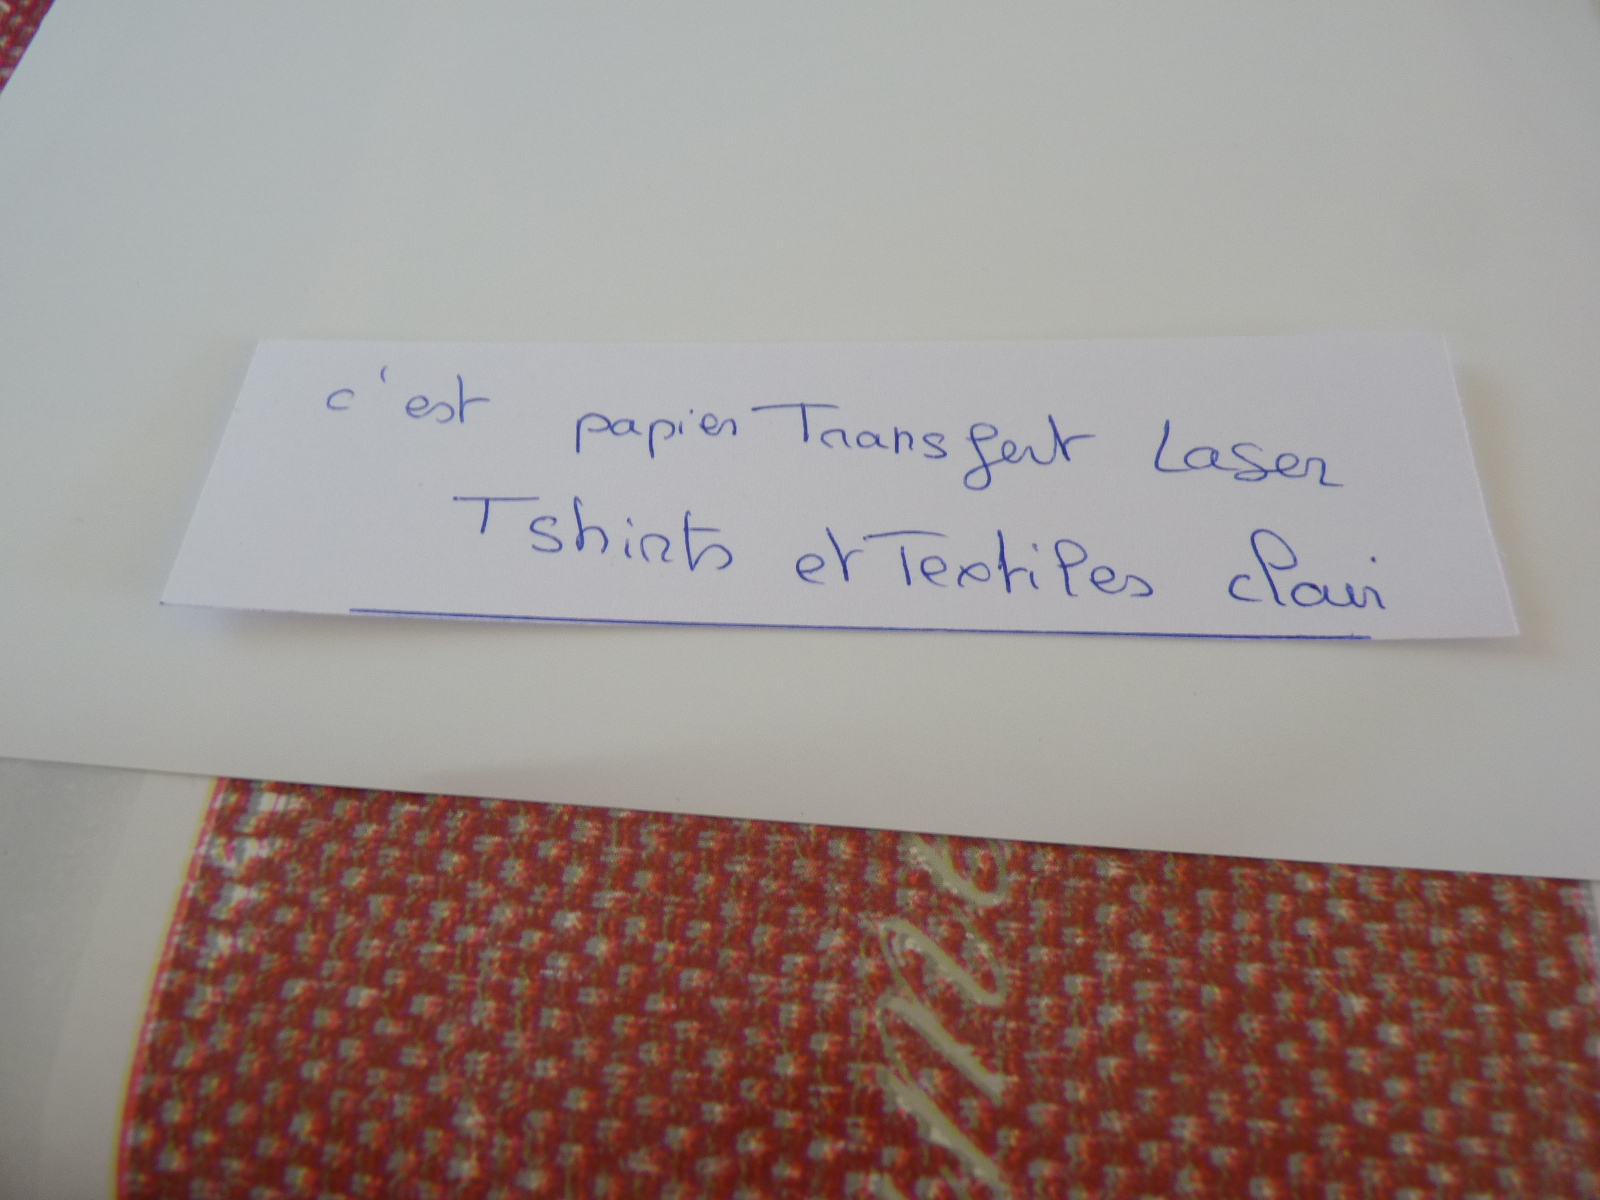 c'est papier Transfert Laser
Tshirts et Textiles clair